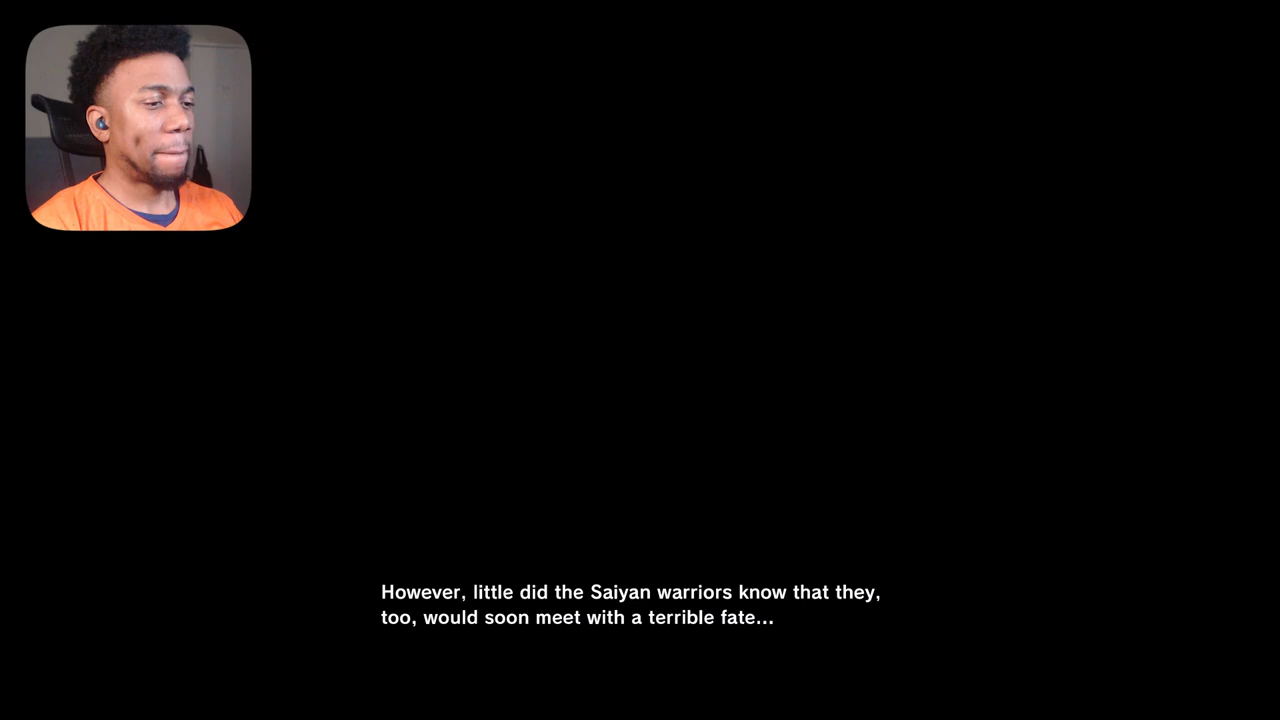 However, little did the Saiyan warriors know that they,
too, would soon meet with a terrible fate...